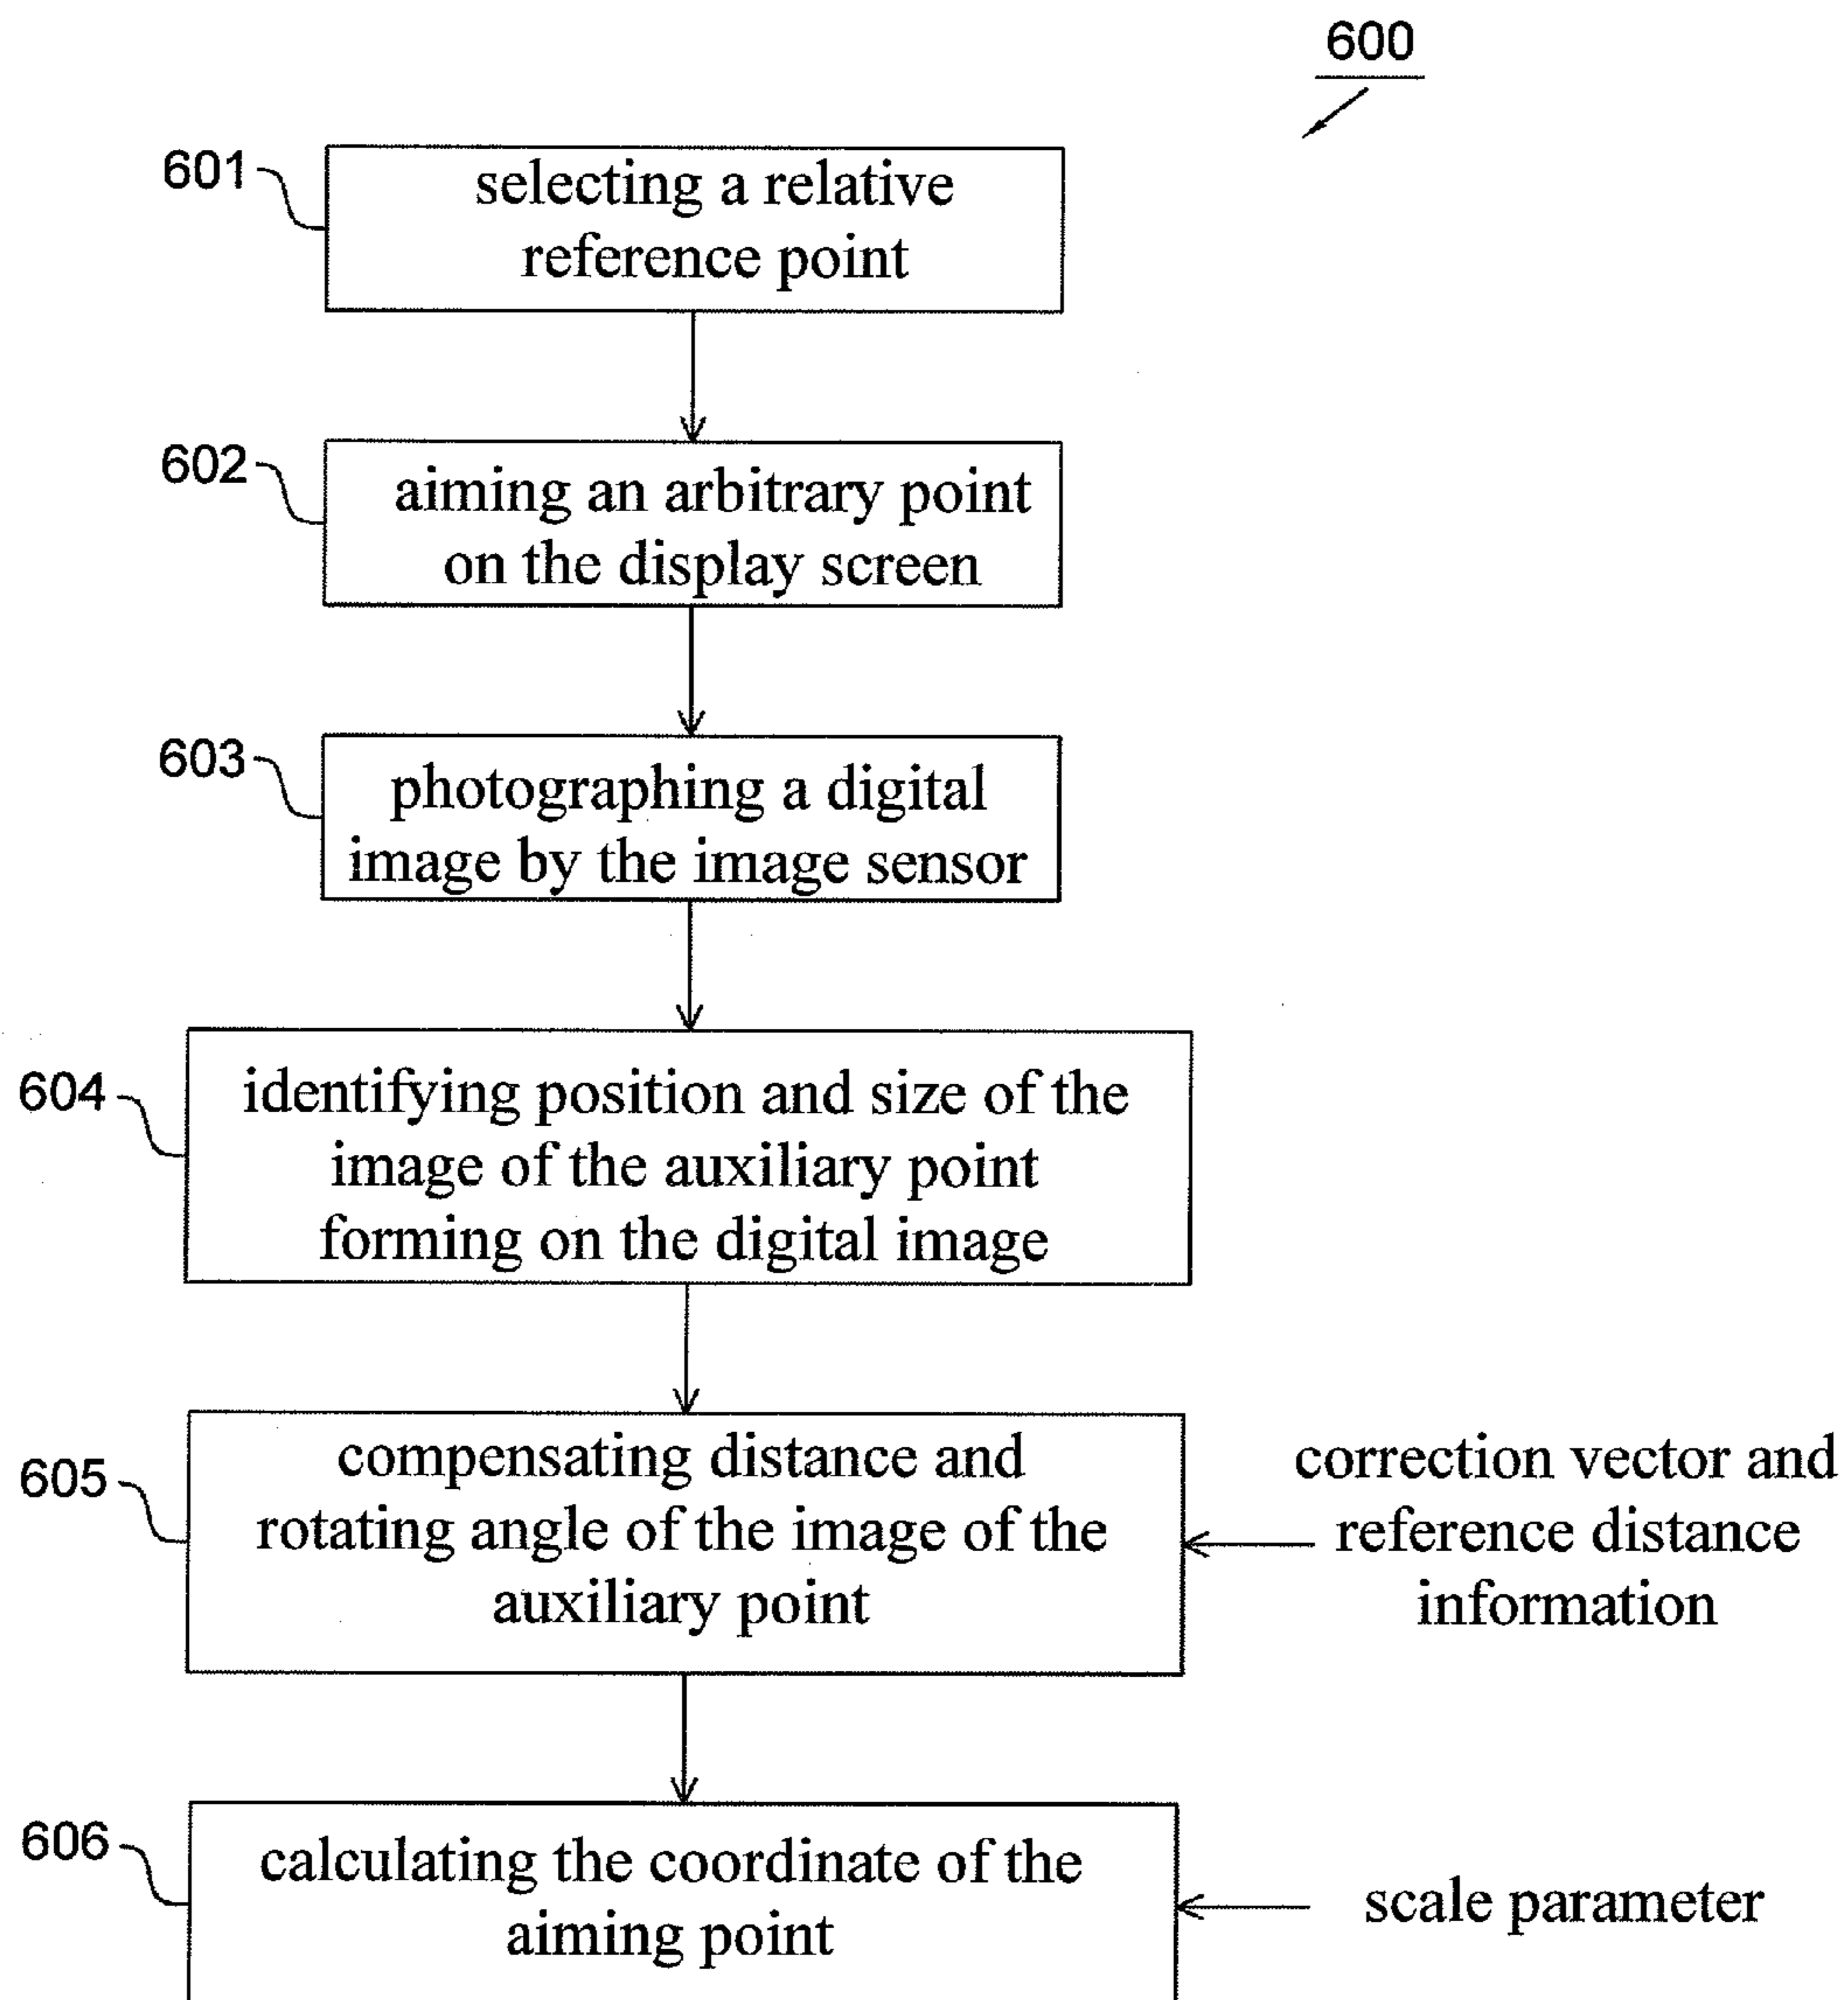 600
601
selecting a relative
reference point
602
aiming an arbitrary point
on the display screen
603
photographing a digital
image by the image sensor
604
identifying position and size of the
image of the auxiliary point
forming on the digital image
605
compensating distance and
rotating angle of the image of the
auxiliary point
correction vector and
reference distance
information
606
calculating the coordinate of the
aiming point
scale parameter